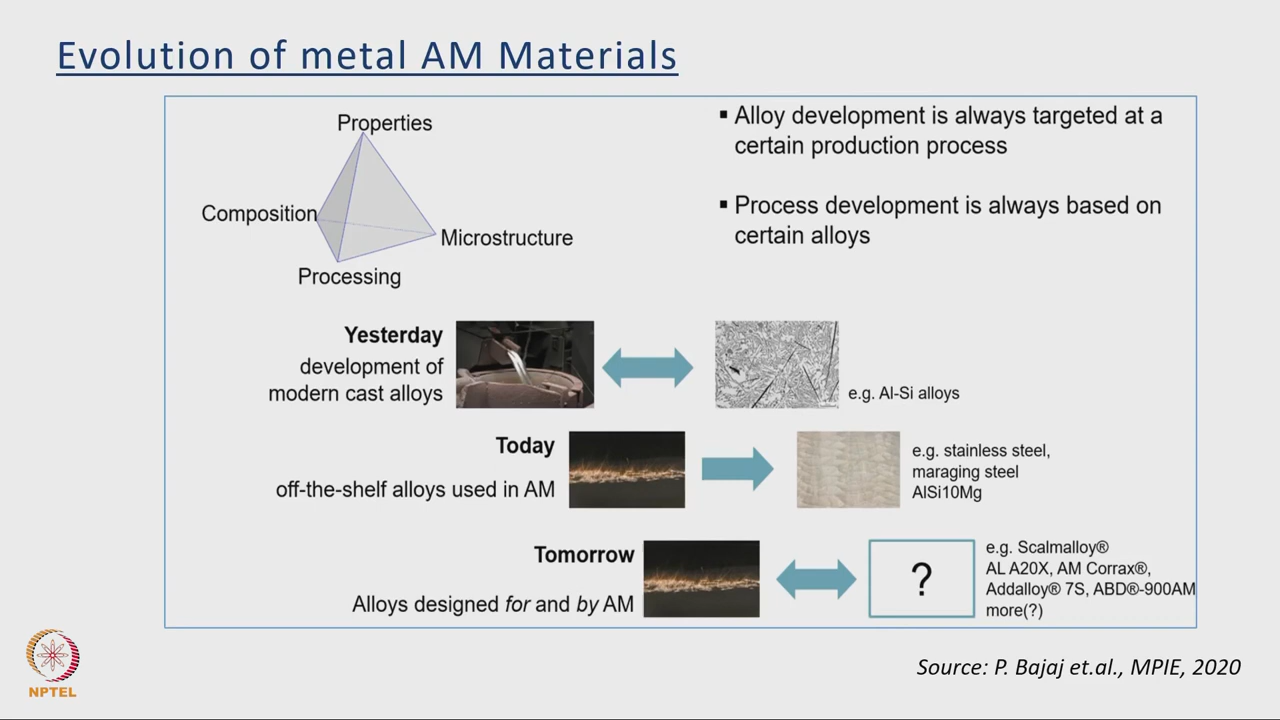 Evolution of metal AM Materials
Properties
Composition
Microstructure
Processing
▪ Alloy development is always targeted at a
certain production process
▪ Process development is always based on
certain alloys
Yesterday
development of
modern cast alloys
e.g. Al-Si alloys
Today
off-the-shelf alloys used in AM
e.g. stainless steel,
maraging steel
AlSi10Mg
Tomorrow
Alloys designed for and by AM
?
e.g. Scalmalloy®
AL A20X, AM Corrax®,
Addalloy® 7S, ABD®-900AM
more(?)
NPTEL
Source: P. Bajaj et.al., MPIE, 2020